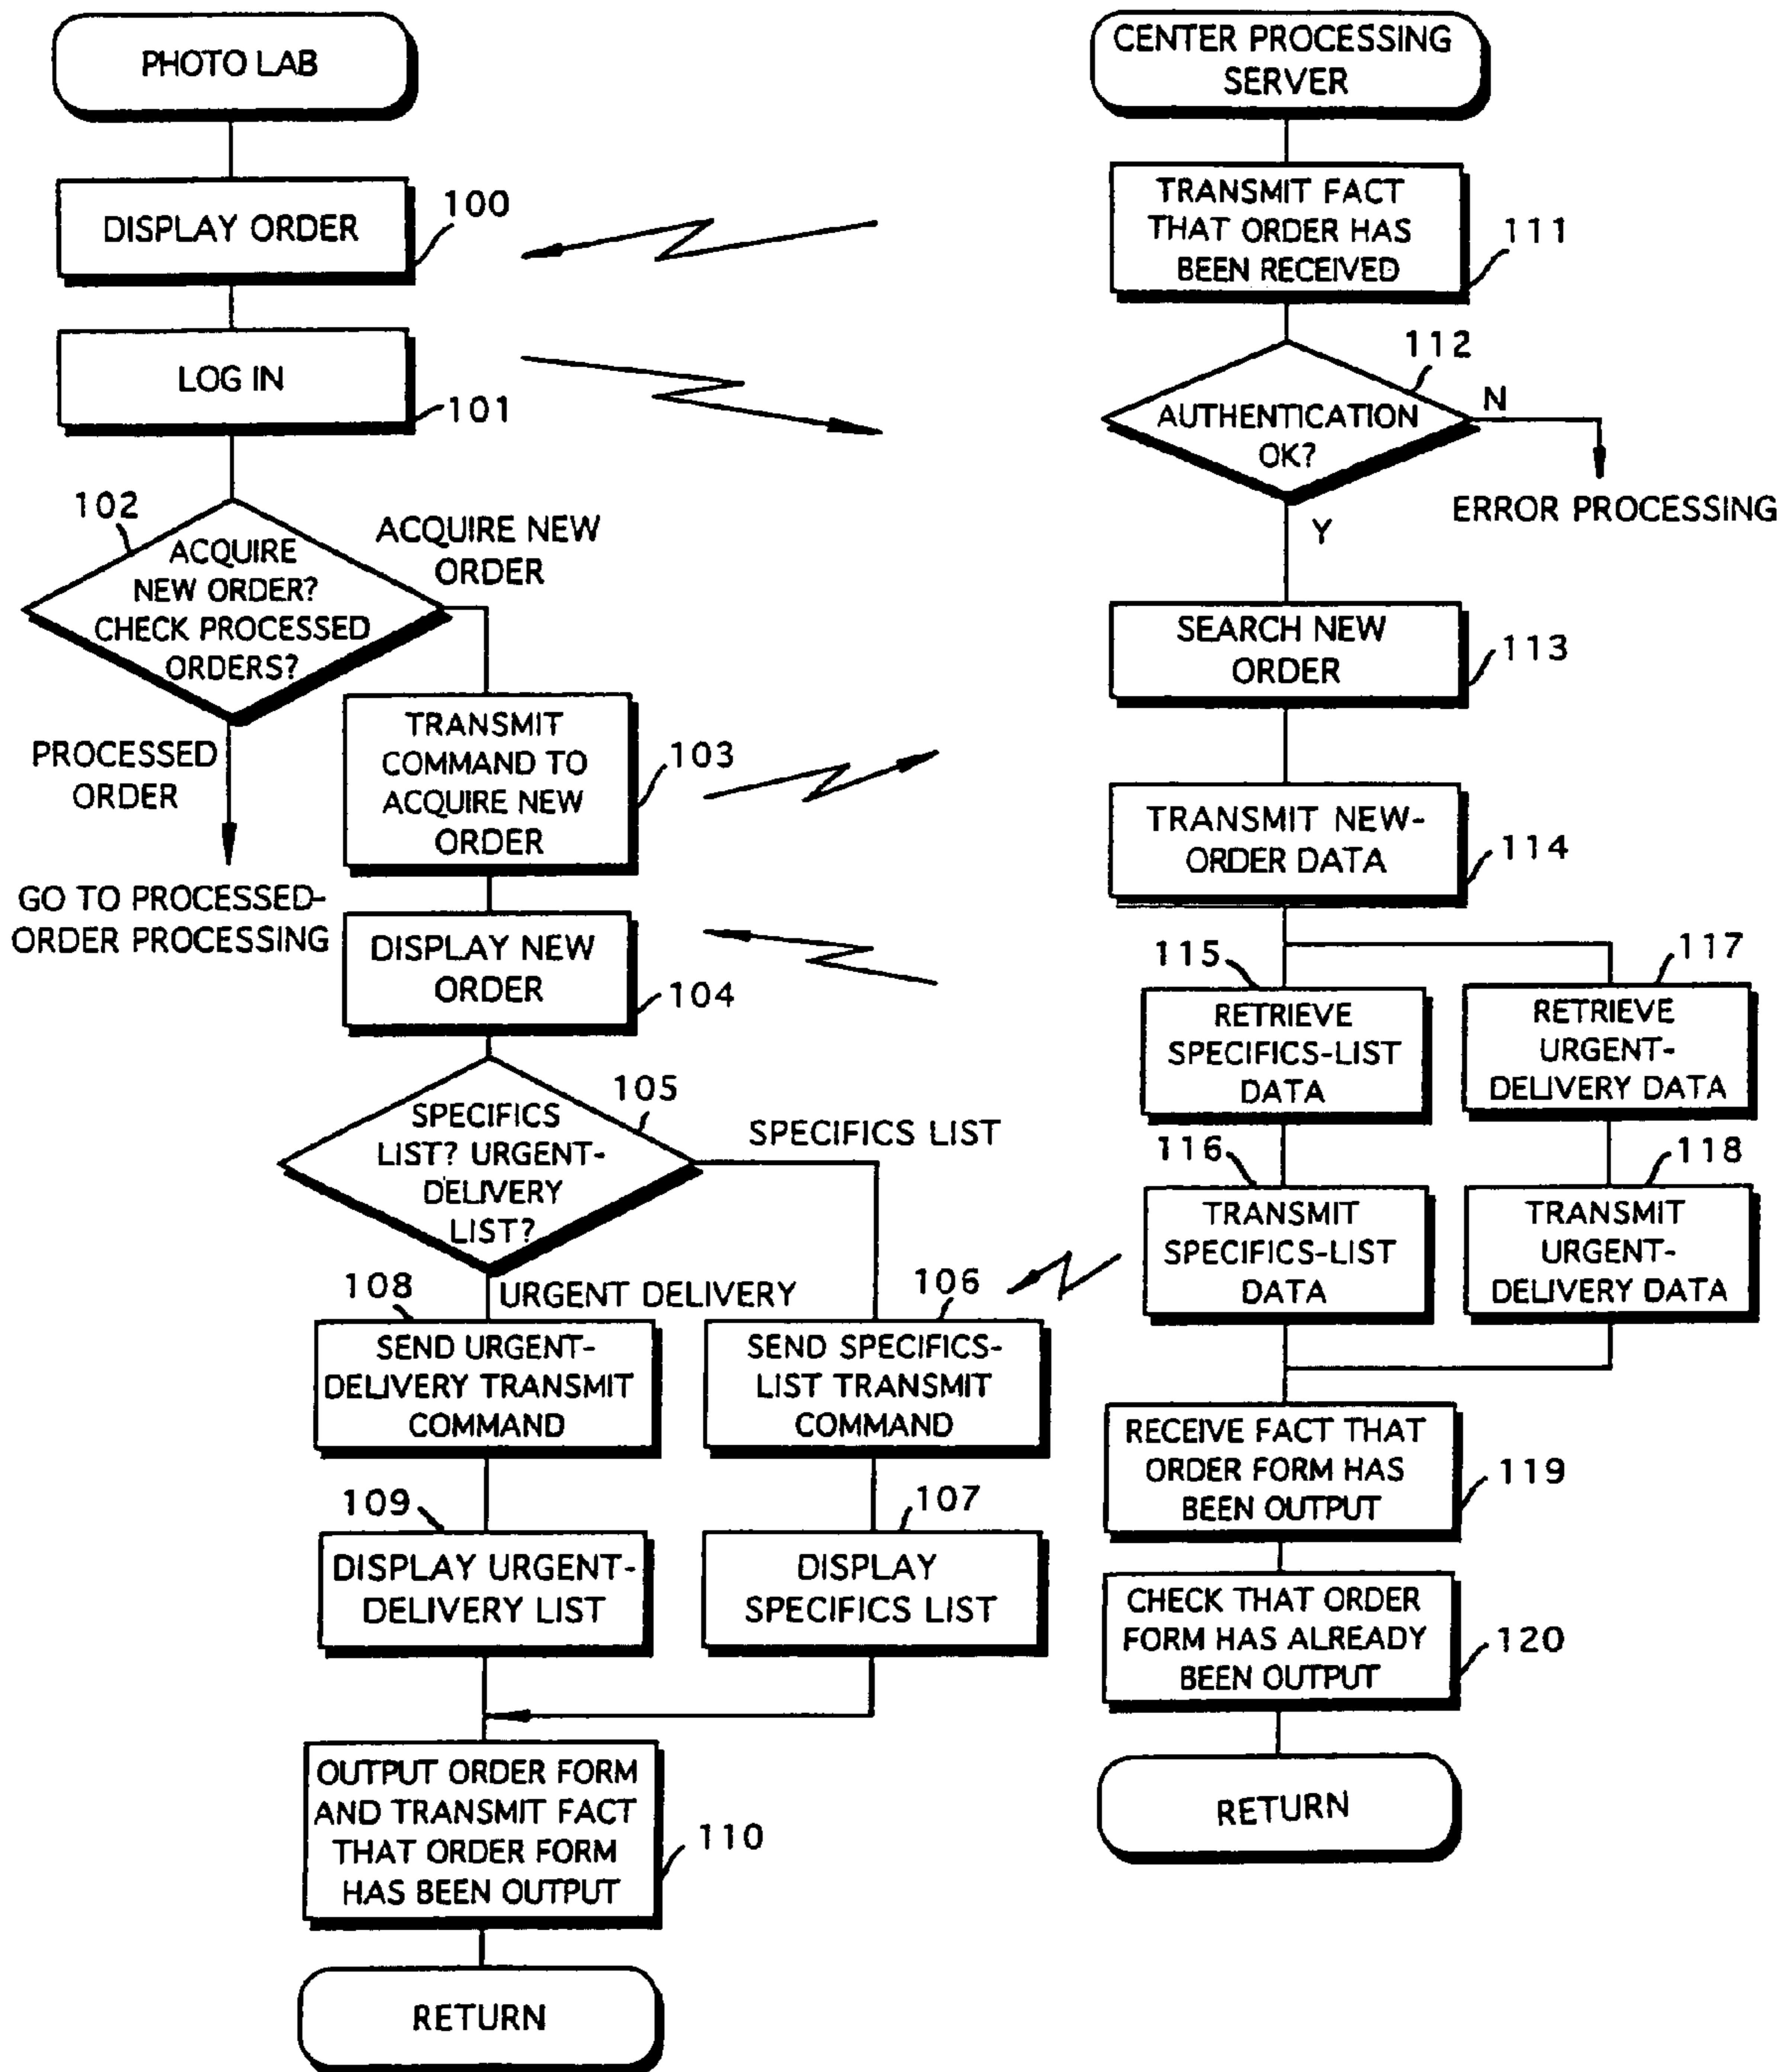 PHOTO LAB
DISPLAY ORDER
100
LOG IN
101
102
ACQUIRE
NEW ORDER?
CHECK PROCESSED
ORDERS?
ACQUIRE NEW
ORDER
PROCESSED
ORDER
GO TO PROCESSED-
ORDER PROCESSING
TRANSMIT
COMMAND TO
ACQUIRE NEW
ORDER
103
DISPLAY NEW
ORDER
104
105
SPECIFICS
LIST? URGENT-
DELIVERY
LIST?
SPECIFICS LIST
URGENT DELIVERY
108
SEND URGENT-
DELIVERY TRANSMIT
COMMAND
106
SEND SPECIFICS-
LIST TRANSMIT
COMMAND
109
DISPLAY URGENT-
DELIVERY LIST
107
DISPLAY
SPECIFICS LIST
OUTPUT ORDER FORM
AND TRANSMIT FACT
THAT ORDER FORM
HAS BEEN OUTPUT
110
RETURN
CENTER PROCESSING
SERVER
TRANSMIT FACT
THAT ORDER HAS
BEEN RECEIVED
111
112
AUTHENTICATION
OK?
N
ERROR PROCESSING
Y
SEARCH NEW
ORDER
113
TRANSMIT NEW-
ORDER DATA
114
115
RETRIEVE
SPECIFICS-LIST
DATA
117
RETRIEVE
URGENT-
DELIVERY DATA
116
TRANSMIT
SPECIFICS-LIST
DATA
118
TRANSMIT
URGENT-
DELIVERY DATA
RECEIVE FACT THAT
ORDER FORM HAS
BEEN OUTPUT
119
CHECK THAT ORDER
FORM HAS ALREADY
BEEN OUTPUT
120
RETURN